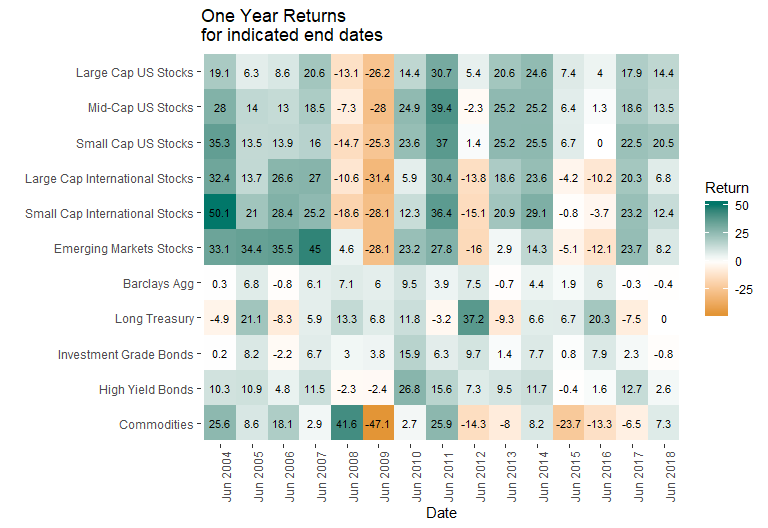 One Year Returns
for indicated end dates
Large Cap US Stocks 19.1 6.3 8.6 20.6 -13.1 -26.2 14.4 30.7 5.4 20.6 24.6 7.4 4 17.9 14.4
Mid-Cap US Stocks 28 14 13 18.5 -7.3 -28 24.9 39.4 -2.3 25.2 25.2 6.4 1.3 18.6 13.5
Small Cap US Stocks 35.3 13.5 13.9 16 -14.7 -25.3 23.6 37 1.4 25.2 25.5 6.7 0 22.5 20.5
Large Cap International Stocks 32.4 13.7 26.6 27 -10.6 -31.4 5.9 30.4 -13.8 18.6 23.6 -4.2 -10.2 20.3 6.8
Small Cap International Stocks 50.1 21 28.4 25.2 -18.6 -28.1 12.3 36.4 -15.1 20.9 29.1 -0.8 -3.7 23.2 12.4
Emerging Markets Stocks 33.1 34.4 35.5 45 4.6 -28.1 23.2 27.8 -16 2.9 14.3 -5.1 -12.1 23.7 8.2
Barclays Agg 0.3 6.8 -0.8 6.1 7.1 6 9.5 3.9 7.5 -0.7 4.4 1.9 6 -0.3 -0.4
Long Treasury -4.9 21.1 -8.3 5.9 13.3 6.8 11.8 -3.2 37.2 -9.3 6.6 6.7 20.3 -7.5 0
Investment Grade Bonds 0.2 8.2 -2.2 6.7 3 3.8 15.9 6.3 9.7 1.4 7.7 0.8 7.9 2.3 -0.8
High Yield Bonds 10.3 10.9 4.8 11.5 -2.3 -2.4 26.8 15.6 7.3 9.5 11.7 -0.4 1.6 12.7 2.6
Commodities 25.6 8.6 18.1 2.9 41.6 -47.1 2.7 25.9 -14.3 -8 8.2 -23.7 -13.3 -6.5 7.3
Jun 2004 Jun 2005 Jun 2006 Jun 2007 Jun 2008 Jun 2009 Jun 2010 Jun 2011 Jun 2012 Jun 2013 Jun 2014 Jun 2015 Jun 2016 Jun 2017 Jun 2018
Date
Return
50
25
0
-25